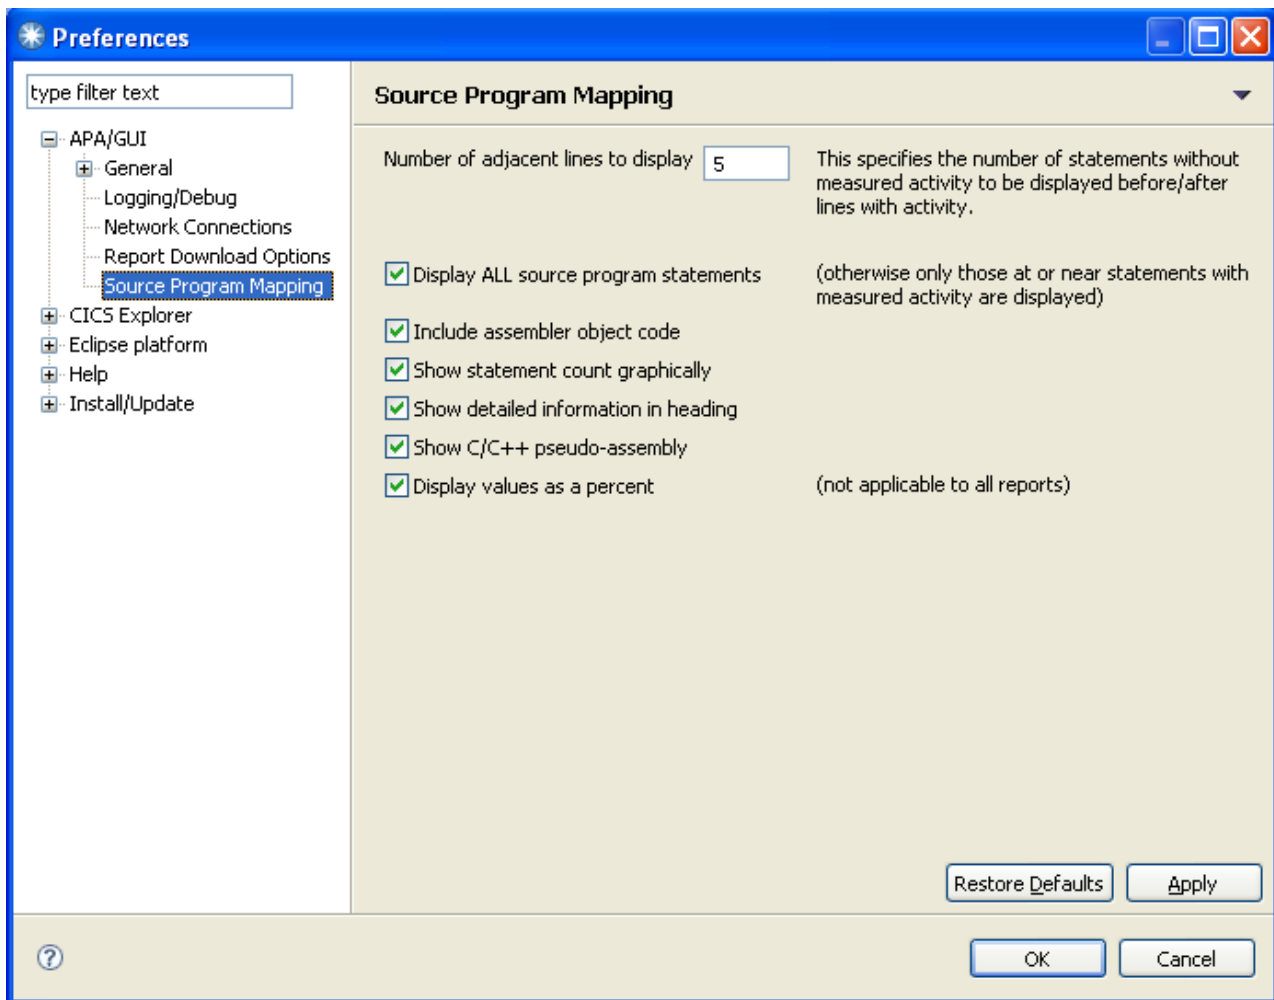 Preferences
type filter text
APA/GUI
General
Logging/Debug
Network Connections
Report Download Options
Source Program Mapping
CICS Explorer
Eclipse platform
Help
Install/Update
Source Program Mapping
Number of adjacent lines to display 5
This specifies the number of statements without
measured activity to be displayed before/after
lines with activity.
Display ALL source program statements
(otherwise only those at or near statements with
measured activity are displayed)
Include assembler object code
Show statement count graphically
Show detailed information in heading
Show C/C++ pseudo-assembly
Display values as a percent
(not applicable to all reports)
Restore Defaults
Apply
?
OK
Cancel